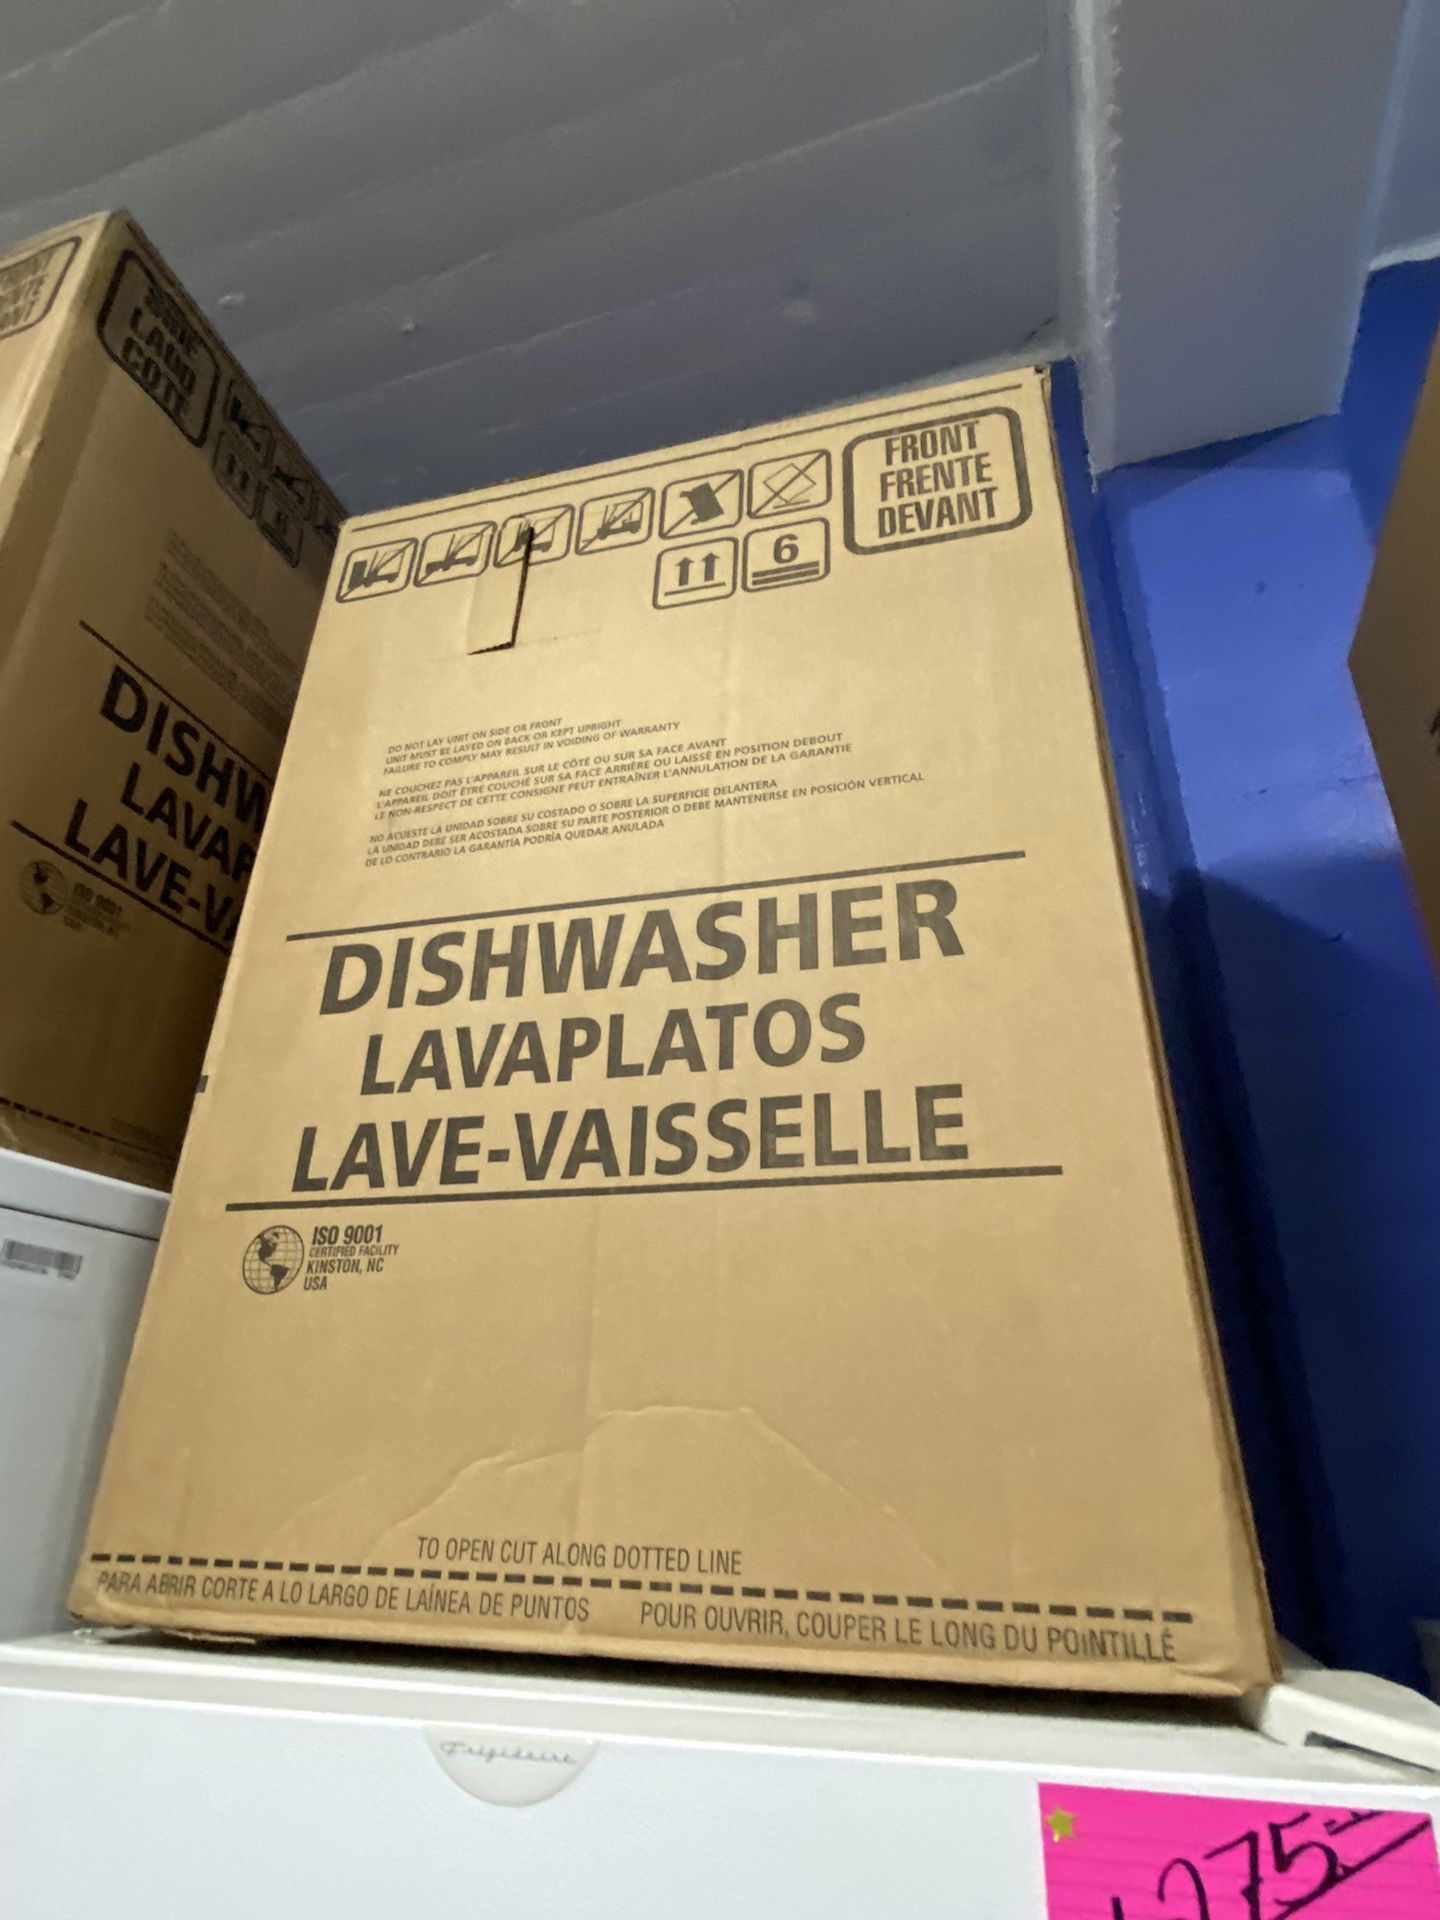 FRONT
FRENTE
DEVANT
6
DO NOT LAY UNIT ON SIDE OR FRONT
UNIT MUST BE LAYED ON BACK OR KEPT UPRIGHT
FAILURE TO COMPLY MAY RESULT IN VOIDING OF WARRANTY
NE COUCHEZ PAS L'APPAREIL SUR LE CÔTÉ OU SUR SA FACE AVANT
L'APPAREIL DOIT ÊTRE COUCHÉ SUR SA FACE ARRIÈRE OU LAISSÉ EN POSITION DEBOUT
LE NON-RESPECT DE CETTE CONSIGNE PEUT ENTRAÎNER L'ANNULATION DE LA GARANTIE
NO ACUESTE LA UNIDAD SOBRE SU COSTADO O SOBRE LA SUPERFICIE DELANTERA
LA UNIDAD DEBE SER ACOSTADA SOBRE SU PARTE POSTERIOR O DEBE MANTENERSE EN POSICIÓN VERTICAL
DE LO CONTRARIO LA GARANTÍA PODRÍA QUEDAR ANULADA
DISHWASHER
LAVAPLATOS
LAVE-VAISSELLE
ISO 9001
CERTIFIED FACILITY
KINSTON, NC
USA
TO OPEN CUT ALONG DOTTED LINE
PARA ABRIR CORTE A LO LARGO DE LAÍNEA DE PUNTOS POUR OUVRIR, COUPER LE LONG DU POINTILLÉ
SIDE
LADO
COTE
DISHW
LAVAP
LAVE-V
ISO 9001
Frigidaire
275.